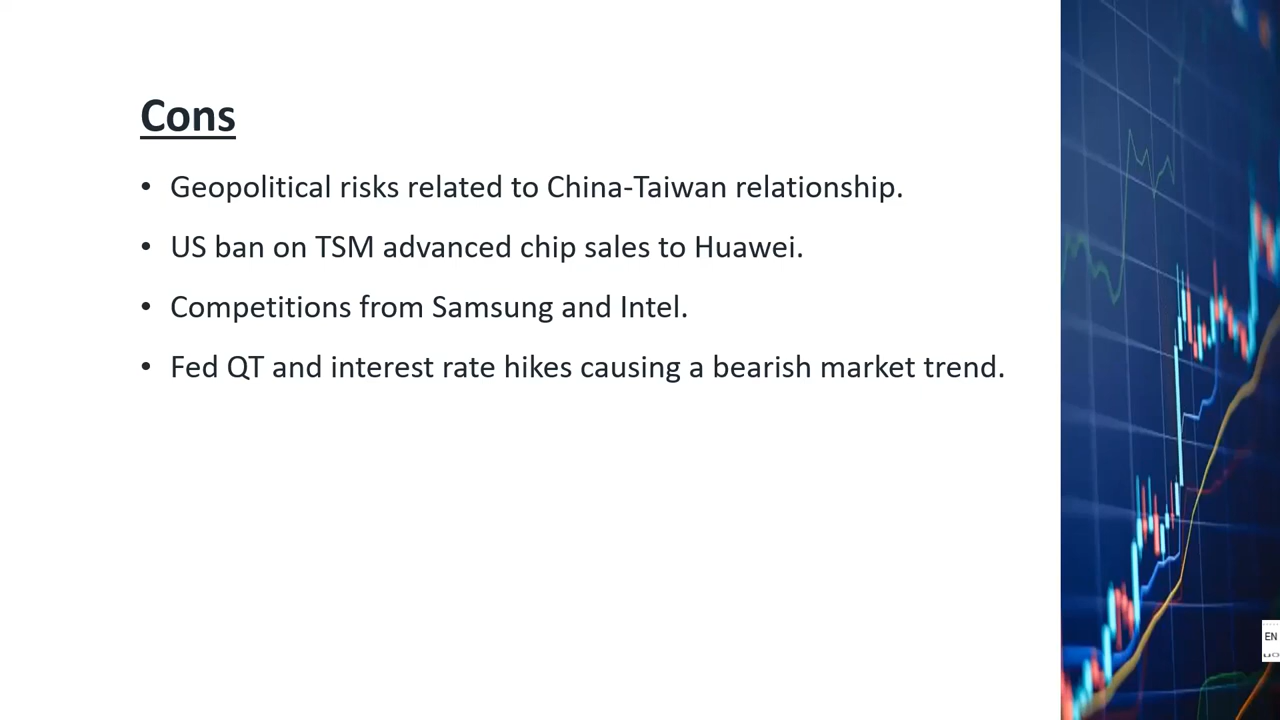 Cons
• Geopolitical risks related to China-Taiwan relationship.
• US ban on TSM advanced chip sales to Huawei.
• Competitions from Samsung and Intel.
• Fed QT and interest rate hikes causing a bearish market trend.
EN